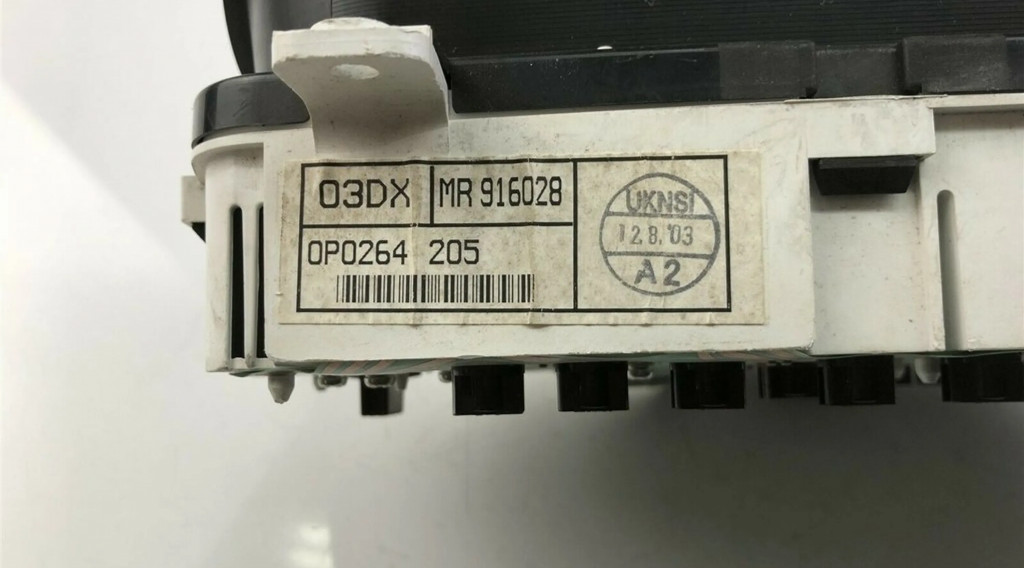 03DX MR 916028
0P0264 205
UKNSI
12.8.'03
A2